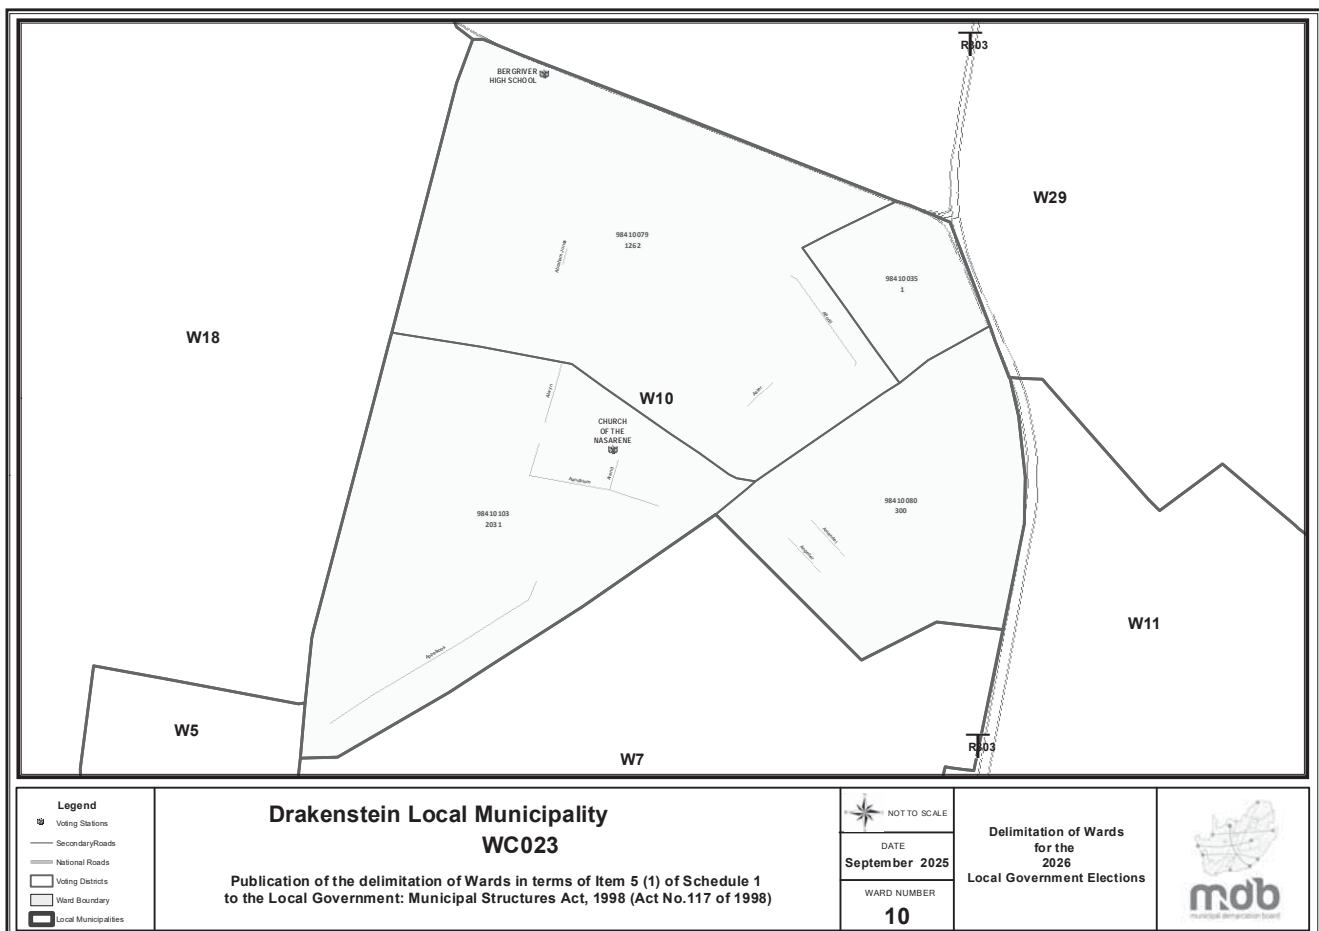 R303
BERGRIVER
HIGH SCHOOL
W29
98410079
1262
Abraham June
98410035
1
W18
W10
CHURCH
OF THE
NASARENE
98410103
2031
98410080
300
W11
W5
W7
R303
Legend
Voting Stations
SecondaryRoads
National Roads
Voting Districts
Ward Boundary
Local Municipalities
Drakenstein Local Municipality
WC023
Publication of the delimitation of Wards in terms of Item 5 (1) of Schedule 1
to the Local Government: Municipal Structures Act, 1998 (Act No.117 of 1998)
NOT TO SCALE
DATE
September 2025
WARD NUMBER
10
Delimitation of Wards
for the
2026
Local Government Elections
mdb
municipal demarcation board